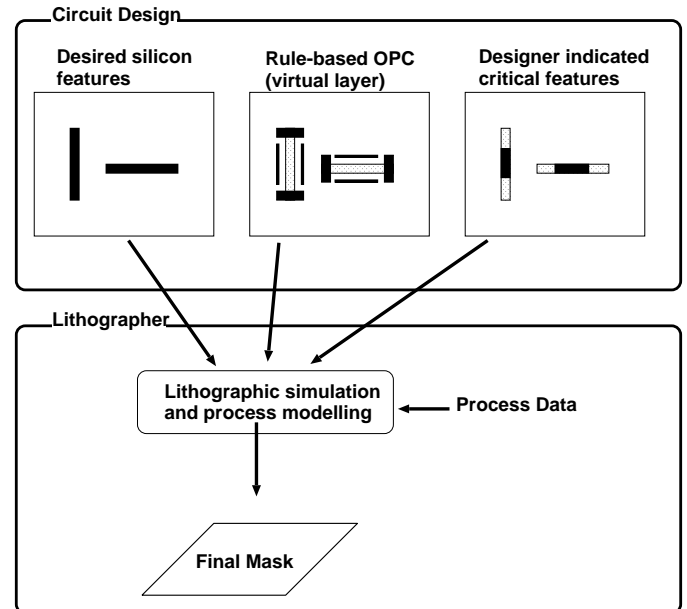 Circuit Design
Desired silicon
features
Rule-based OPC
(virtual layer)
Designer indicated
critical features
Lithographer
Lithographic simulation
and process modelling
Process Data
Final Mask